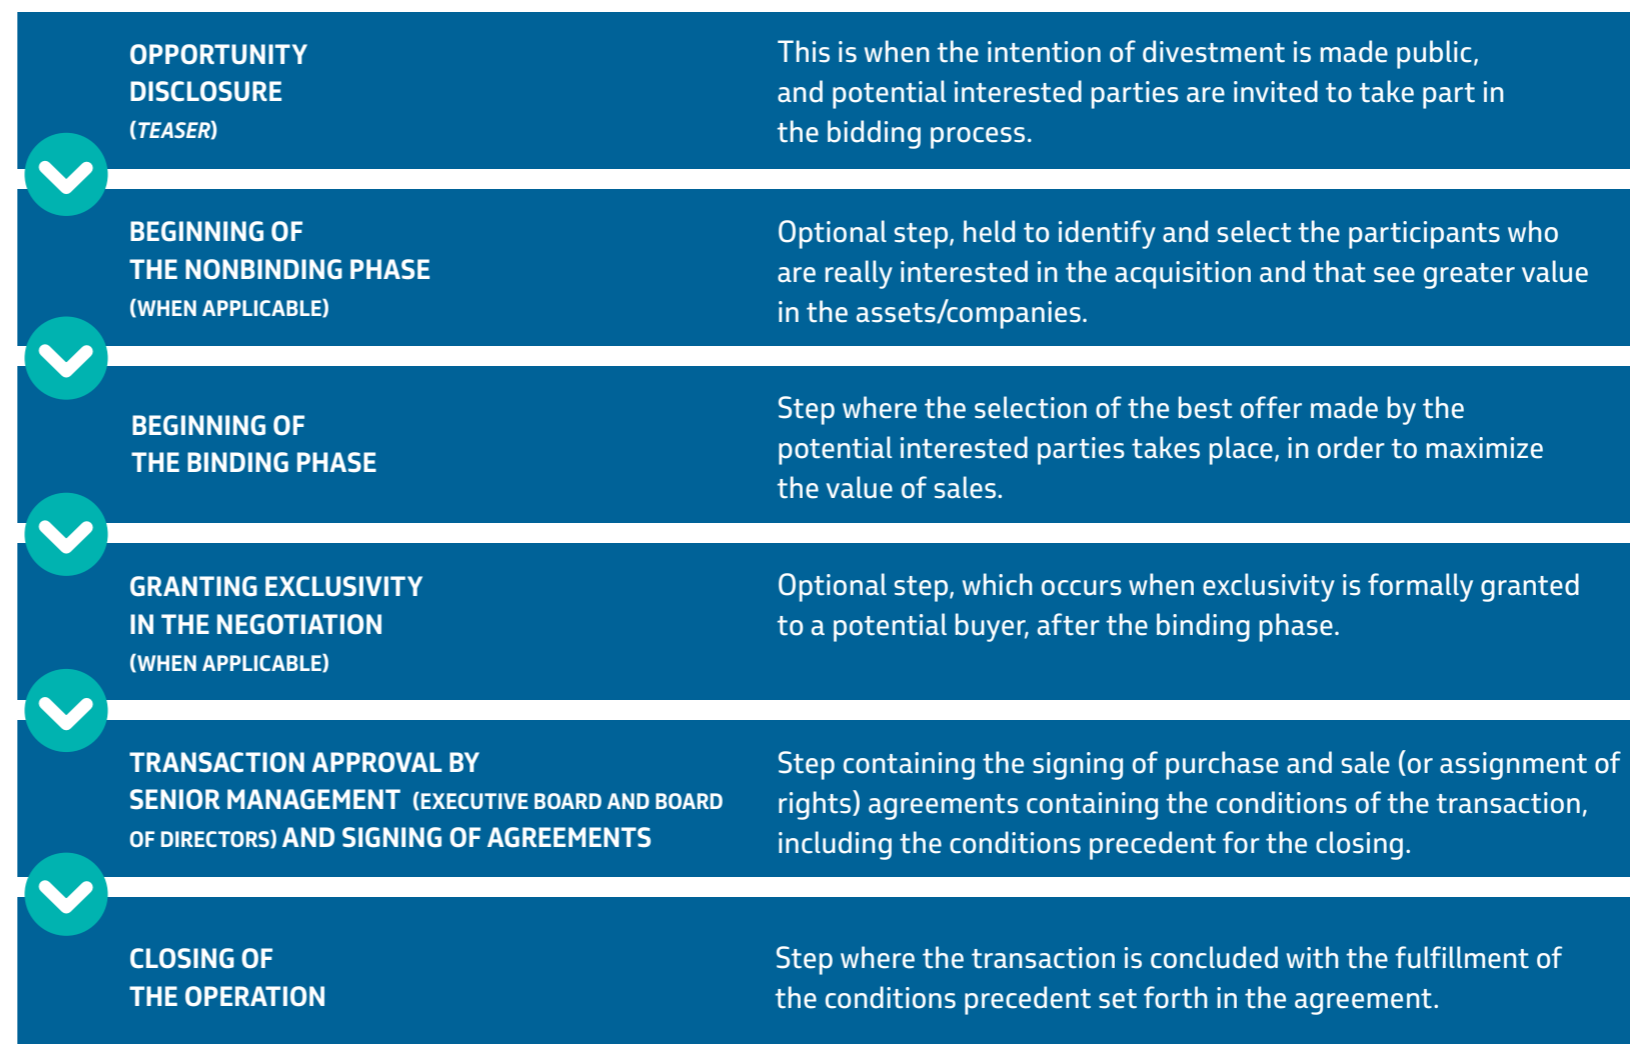 OPPORTUNITY
DISCLOSURE
(TEASER)
This is when the intention of divestment is made public,
and potential interested parties are invited to take part in
the bidding process.
BEGINNING OF
THE NONBINDING PHASE
(WHEN APPLICABLE)
Optional step, held to identify and select the participants who
are really interested in the acquisition and that see greater value
in the assets/companies.
BEGINNING OF
THE BINDING PHASE
Step where the selection of the best offer made by the
potential interested parties takes place, in order to maximize
the value of sales.
GRANTING EXCLUSIVITY
IN THE NEGOTIATION
(WHEN APPLICABLE)
Optional step, which occurs when exclusivity is formally granted
to a potential buyer, after the binding phase.
TRANSACTION APPROVAL BY
SENIOR MANAGEMENT (EXECUTIVE BOARD AND BOARD
OF DIRECTORS) AND SIGNING OF AGREEMENTS
Step containing the signing of purchase and sale (or assignment of
rights) agreements containing the conditions of the transaction,
including the conditions precedent for the closing.
CLOSING OF
THE OPERATION
Step where the transaction is concluded with the fulfillment of
the conditions precedent set forth in the agreement.